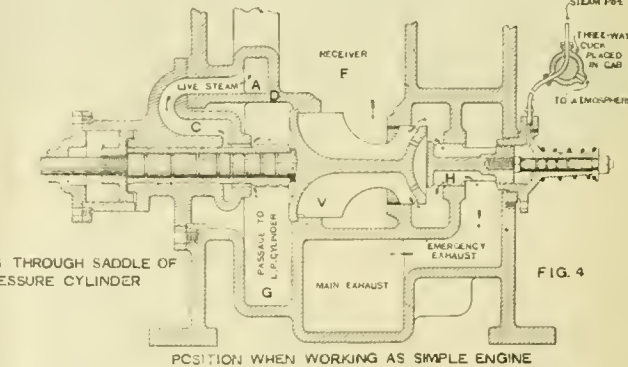 STEAM PIPE
THREE-WAY
COCK
PLACED
IN CAB
TO ATMOSPHERE
RECEIVER
F
LIVE STEAM
A
D
C
H
V
PASSAGE TO
L.P. CYLINDER
G
MAIN EXHAUST
EMERGENCY
EXHAUST
THROUGH SADDLE OF
ESSURE CYLINDER
FIG. 4
POSITION WHEN WORKING AS SIMPLE ENGINE